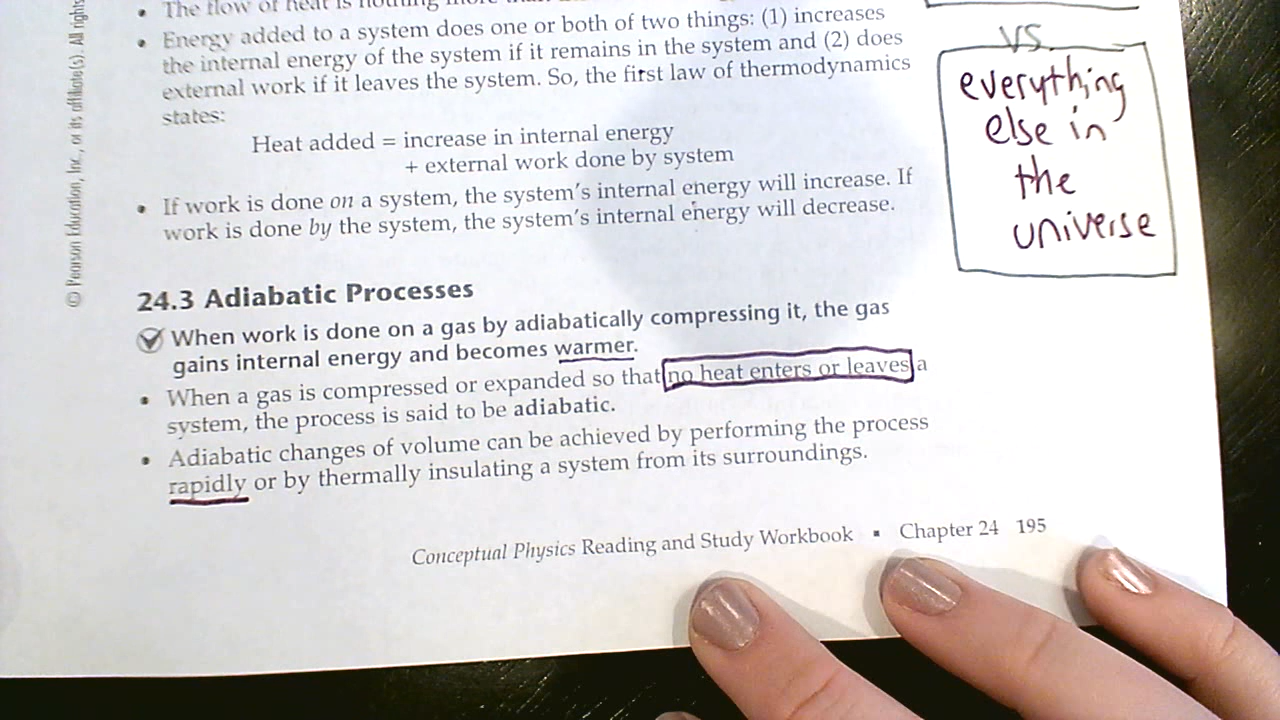 • The flow of heat is nothing more than
• Energy added to a system does one or both of two things: (1) increases
the internal energy of the system if it remains in the system and (2) does
external work if it leaves the system. So, the first law of thermodynamics
states:
Heat added = increase in internal energy
+ external work done by system
• If work is done on a system, the system's internal energy will increase. If
work is done by the system, the system's internal energy will decrease.
24.3 Adiabatic Processes
When work is done on a gas by adiabatically compressing it, the gas
gains internal energy and becomes warmer.
• When a gas is compressed or expanded so that no heat enters or leaves a
system, the process is said to be adiabatic.
• Adiabatic changes of volume can be achieved by performing the process
rapidly or by thermally insulating a system from its surroundings.
Conceptual Physics Reading and Study Workbook ▪ Chapter 24 195
© Pearson Education, Inc., or its affiliate(s). All rights
vs
everything
else in
the
universe